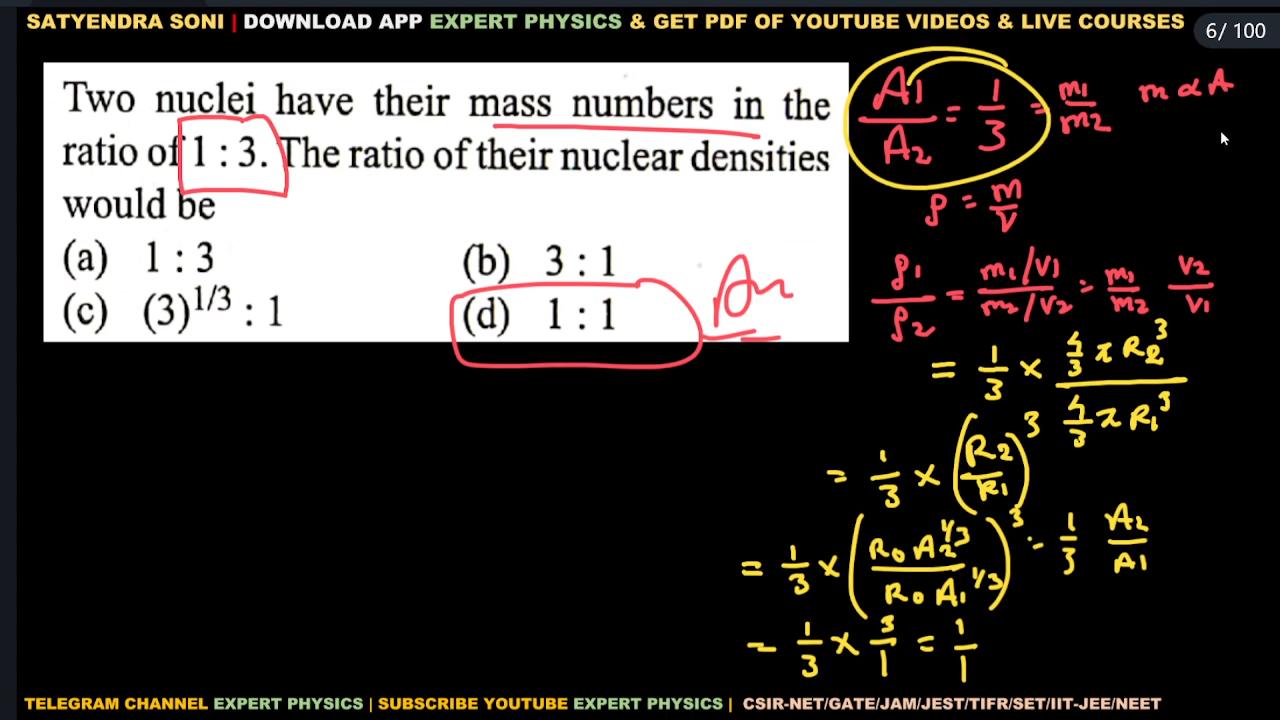 SATYENDRA SONI | DOWNLOAD APP EXPERT PHYSICS & GET PDF OF YOUTUBE VIDEOS & LIVE COURSES
6/ 100
Two nuclei have their mass numbers in the
ratio of 1 : 3. The ratio of their nuclear densities
would be
(a) 1 : 3 (b) 3 : 1
(c) (3)^{1/3} : 1 (d) 1 : 1
A1/A2 = 1/3 = m1/m2 m ∝ A
ρ = m/V
ρ1/ρ2 = (m1/V1)/(m2/V2) = m1/m2 V2/V1
= 1/3 × (4/3 π R2^3)/(4/3 π R1^3)
= 1/3 × (R2/R1)^3
= 1/3 × (R0 A2^{1/3}/R0 A1^{1/3})^3 = 1/3 A2/A1
= 1/3 × 3/1 = 1/1
TELEGRAM CHANNEL EXPERT PHYSICS | SUBSCRIBE YOUTUBE EXPERT PHYSICS | CSIR-NET/GATE/JAM/JEST/TIFR/SET/IIT-JEE/NEET